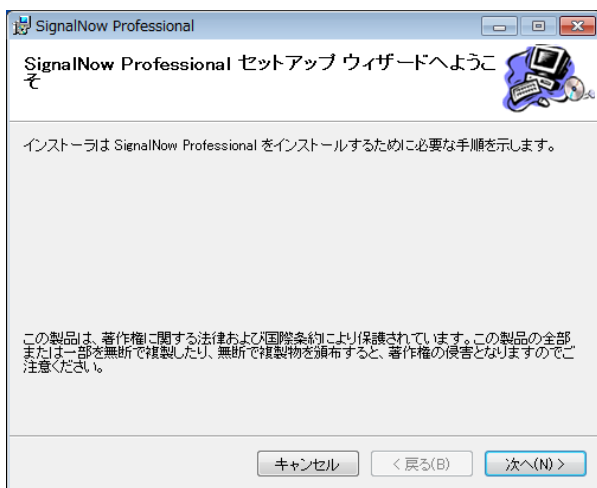 SignalNow Professional
SignalNow Professional セットアップ ウィザードへようこ
そ
インストーラは SignalNow Professional をインストールするために必要な手順を示します。
この製品は、著作権に関する法律および国際条約により保護されています。この製品の全部
または一部を無断で複製したり、無断で複製物を頒布すると、著作権の侵害となりますのでご
注意ください。
キャンセル
< 戻る(B)
次へ(N) >